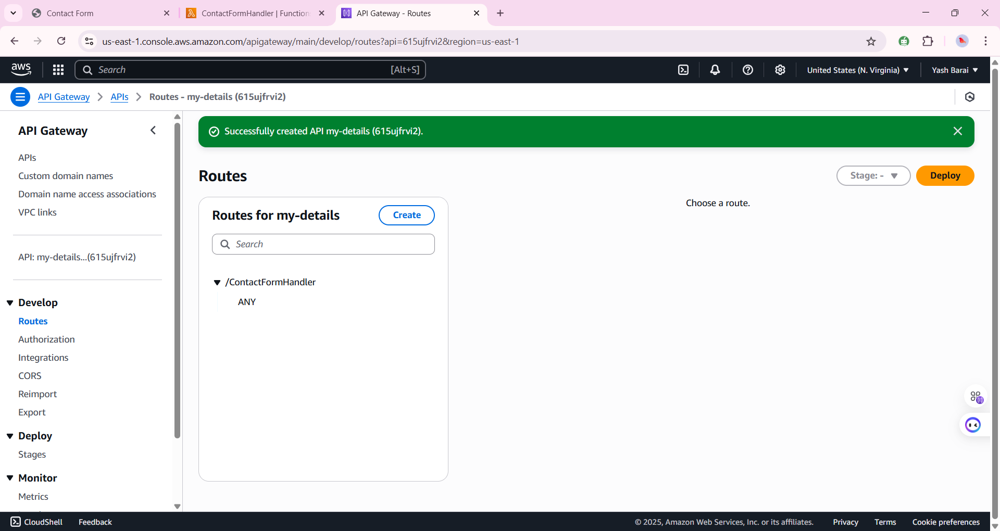 Contact Form
ContactFormHandler | Function
API Gateway - Routes
us-east-1.console.aws.amazon.com/apigateway/main/develop/routes?api=615ujfrvi2&region=us-east-1
aws
Search
[Alt+S]
United States (N. Virginia)
Yash Barai
API Gateway
APIs
Routes - my-details (615ujfrvi2)
API Gateway
APIs
Custom domain names
Domain name access associations
VPC links
API: my-details...(615ujfrvi2)
Develop
Routes
Authorization
Integrations
CORS
Reimport
Export
Deploy
Stages
Monitor
Metrics
Successfully created API my-details (615ujfrvi2).
Routes
Stage: -
Deploy
Routes for my-details
Create
Search
/ContactFormHandler
ANY
Choose a route.
CloudShell
Feedback
© 2025, Amazon Web Services, Inc. or its affiliates.
Privacy
Terms
Cookie preferences